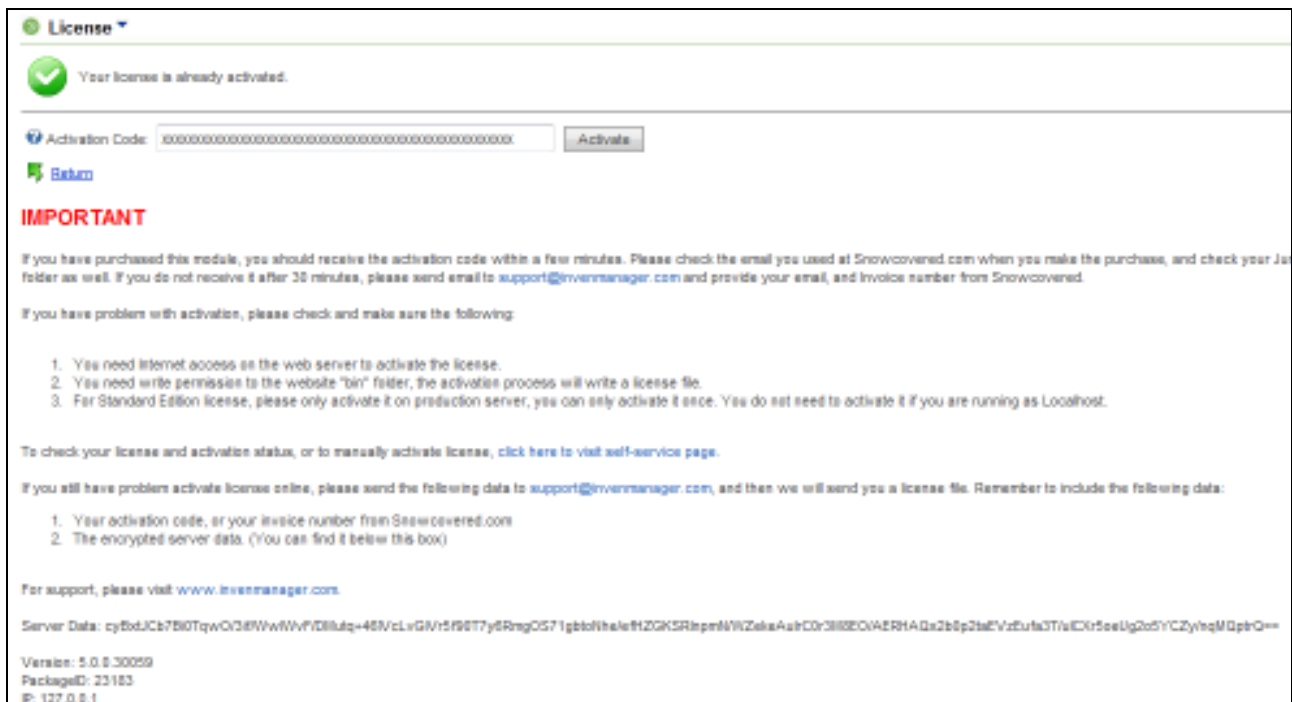 License
Your license is already activated.
Activation Code: Activate
Return
IMPORTANT
If you have purchased this module, you should receive the activation code within a few minutes. Please check the email you used at Snowcovered.com when you make the purchase, and check your Ju
folder as well. If you do not receive it after 30 minutes, please send email to support@invenmanager.com and provide your email, and Invoice number from Snowcovered.
If you have problem with activation, please check and make sure the following:
1. You need Internet access on the web server to activate the license.
2. You need write permission to the website "bin" folder, the activation process will write a license file.
3. For Standard Edition license, please only activate it on production server, you can only activate it once. You do not need to activate it if you are running as Localhost.
To check your license and activation status, or to manually activate license, click here to visit self-service page.
If you still have problem activate license online, please send the following data to support@invenmanager.com, and then we will send you a license file. Remember to include the following data:
1. Your activation code, or your invoice number from Snowcovered.com
2. The encrypted server data. (You can find it below this box)
For support, please visit www.invenmanager.com.
Server Data:
Version: 5.0.0.30059
PackageID: 23183
IP: 127.0.0.1